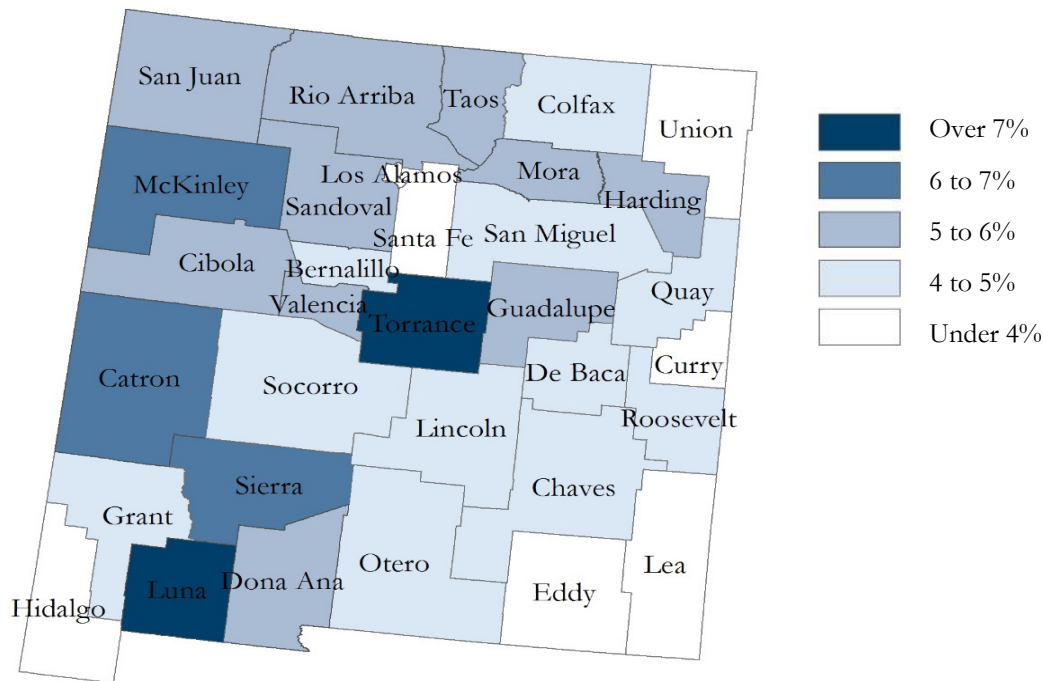 San Juan
Rio Arriba
Taos
Colfax
Union
Over 7%
McKinley
Los Alamos
Mora
Harding
6 to 7%
Sandoval
Santa Fe
San Miguel
5 to 6%
Cibola
Bernalillo
Quay
4 to 5%
Valencia
Torrance
Guadalupe
Under 4%
Catron
Socorro
De Baca
Curry
Lincoln
Roosevelt
Sierra
Chaves
Grant
Otero
Lea
Luna
Dona Ana
Eddy
Hidalgo